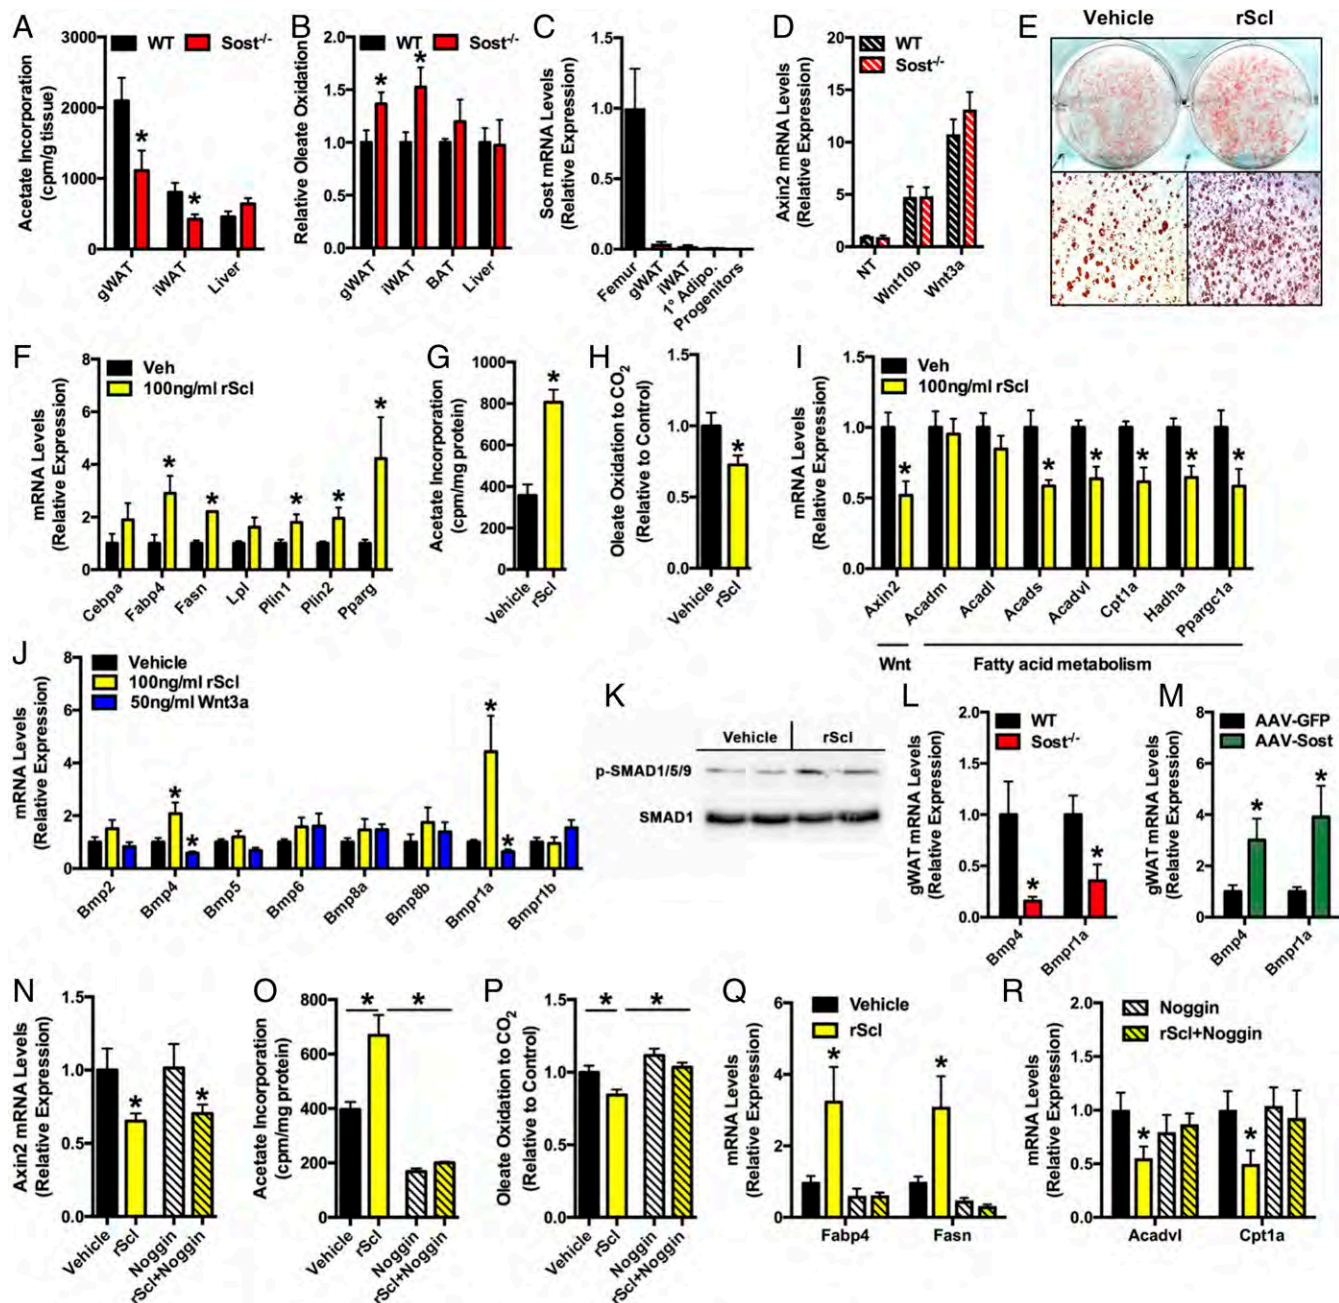 A
Acetate Incorporation
(cpm/g tissue)
3000
2000
1000
0
WT
Sost-/-
*
*
gWAT
iWAT
Liver
B
Relative Oleate Oxidation
2.0
1.5
1.0
0.5
0.0
WT
Sost-/-
*
*
gWAT
iWAT
BAT
Liver
C
Sost mRNA Levels
(Relative Expression)
1.5
1.0
0.5
0.0
Femur
gWAT
iWAT
1° Adipo.
Progenitors
D
Axin2 mRNA Levels
(Relative Expression)
20
15
10
5
0
WT
Sost-/-
NT
Wnt10b
Wnt3a
E
Vehicle
rScl
F
mRNA Levels
(Relative Expression)
8
6
4
2
0
Veh
100ng/ml rScl
*
*
*
*
*
Cebpa
Fabp4
Fasn
Lpl
Plin1
Plin2
Pparg
G
Acetate Incorporation
(cpm/mg protein)
1000
800
600
400
200
0
*
Vehicle
rScl
H
Oleate Oxidation to CO2
(Relative to Control)
1.5
1.0
0.5
0.0
*
Vehicle
rScl
I
mRNA Levels
(Relative Expression)
1.5
1.0
0.5
0.0
Veh
100ng/ml rScl
*
*
*
*
*
*
Axin2
Acadm
Acadl
Acads
Acadvl
Cpt1a
Hadha
Ppargc1a
Wnt
Fatty acid metabolism
J
mRNA Levels
(Relative Expression)
8
6
4
2
0
Vehicle
100ng/ml rScl
50ng/ml Wnt3a
*
*
*
*
Bmp2
Bmp4
Bmp5
Bmp6
Bmp8a
Bmp8b
Bmpr1a
Bmpr1b
K
Vehicle
rScl
p-SMAD1/5/9
SMAD1
L
gWAT mRNA Levels
(Relative Expression)
2.0
1.5
1.0
0.5
0.0
WT
Sost-/-
*
*
Bmp4
Bmpr1a
M
gWAT mRNA Levels
(Relative Expression)
8
6
4
2
0
AAV-GFP
AAV-Sost
*
*
Bmp4
Bmpr1a
N
Axin2 mRNA Levels
(Relative Expression)
1.5
1.0
0.5
0.0
*
*
Vehicle
rScl
Noggin
rScl+Noggin
O
Acetate Incorporation
(cpm/mg protein)
800
600
400
200
0
*
*
Vehicle
rScl
Noggin
rScl+Noggin
P
Oleate Oxidation to CO2
(Relative to Control)
1.5
1.0
0.5
0.0
*
*
Vehicle
rScl
Noggin
rScl+Noggin
Q
mRNA Levels
(Relative Expression)
6
4
2
0
Vehicle
rScl
*
*
Fabp4
Fasn
R
mRNA Levels
(Relative Expression)
2.0
1.5
1.0
0.5
0.0
Noggin
rScl+Noggin
*
*
Acadvl
Cpt1a